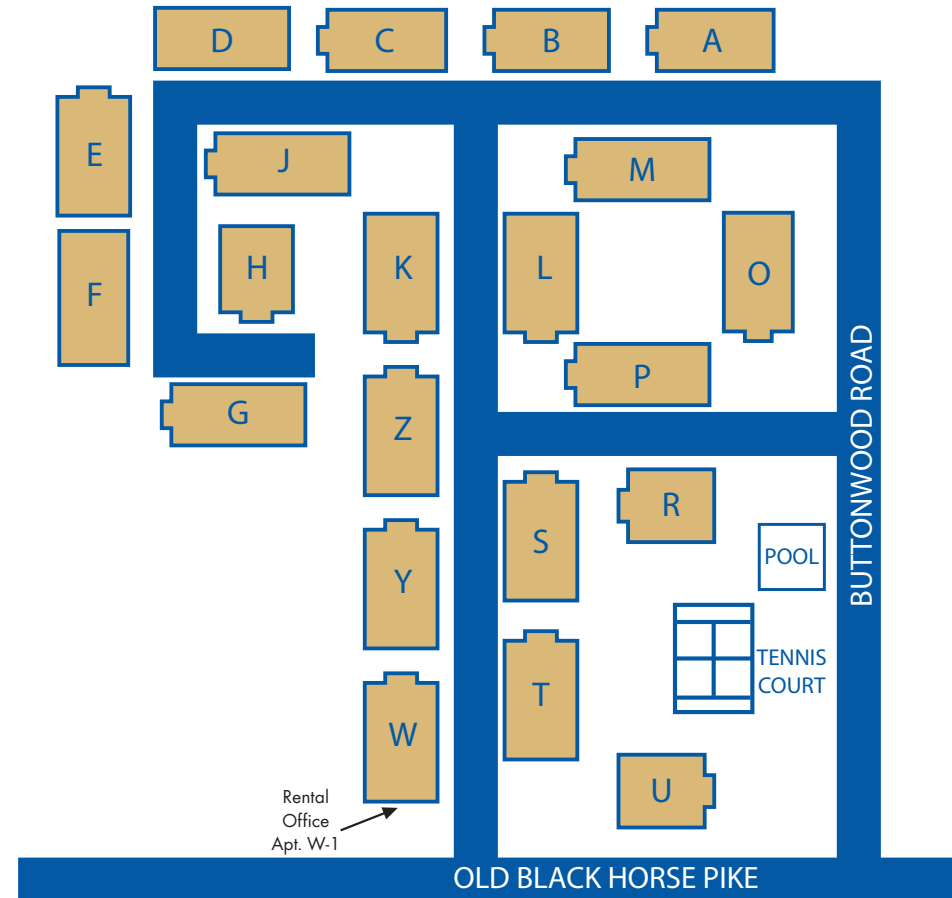 D
C
B
A
E
J
M
H
K
L
O
F
P
G
Z
BUTTONWOOD ROAD
R
S
POOL
Y
TENNIS
COURT
T
W
U
Rental
Office
Apt. W-1
OLD BLACK HORSE PIKE